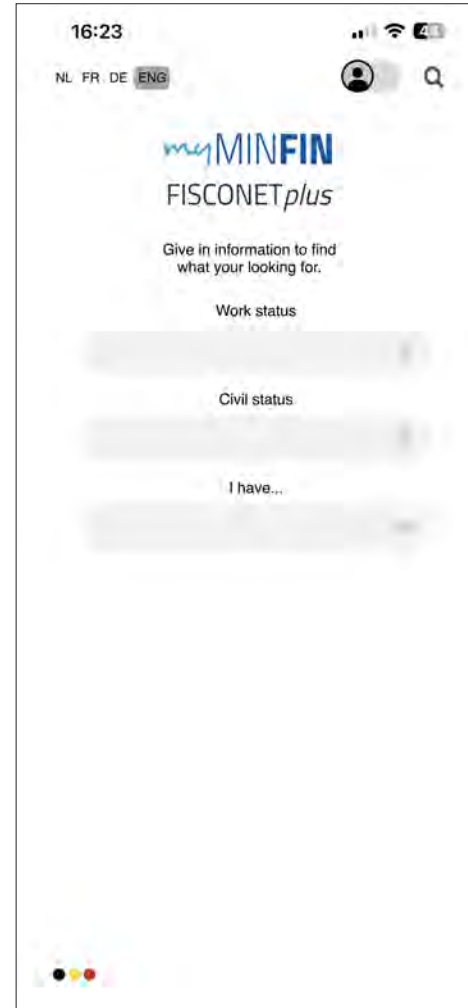 16:23
NL FR DE ENG
myMINFIN
FISCONETplus
Give in information to find
what your looking for.
Work status
Civil status
I have...